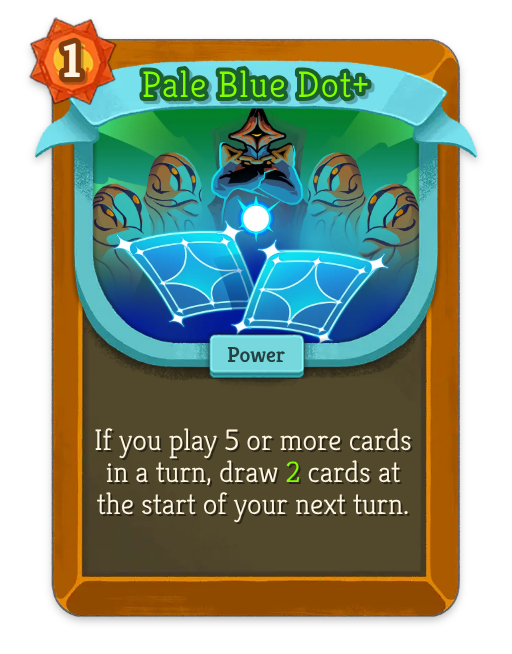 1
Pale Blue Dot+
Power
If you play 5 or more cards
in a turn, draw 2 cards at
the start of your next turn.